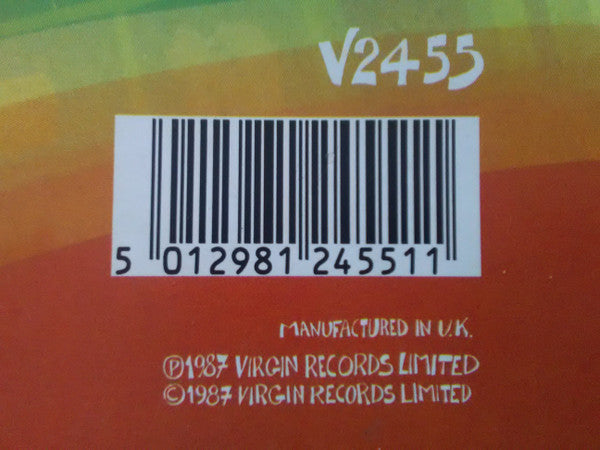 V2455
5 012981 245511
MANUFACTURED IN U.K.
℗1987 VIRGIN RECORDS LIMITED
©1987 VIRGIN RECORDS LIMITED